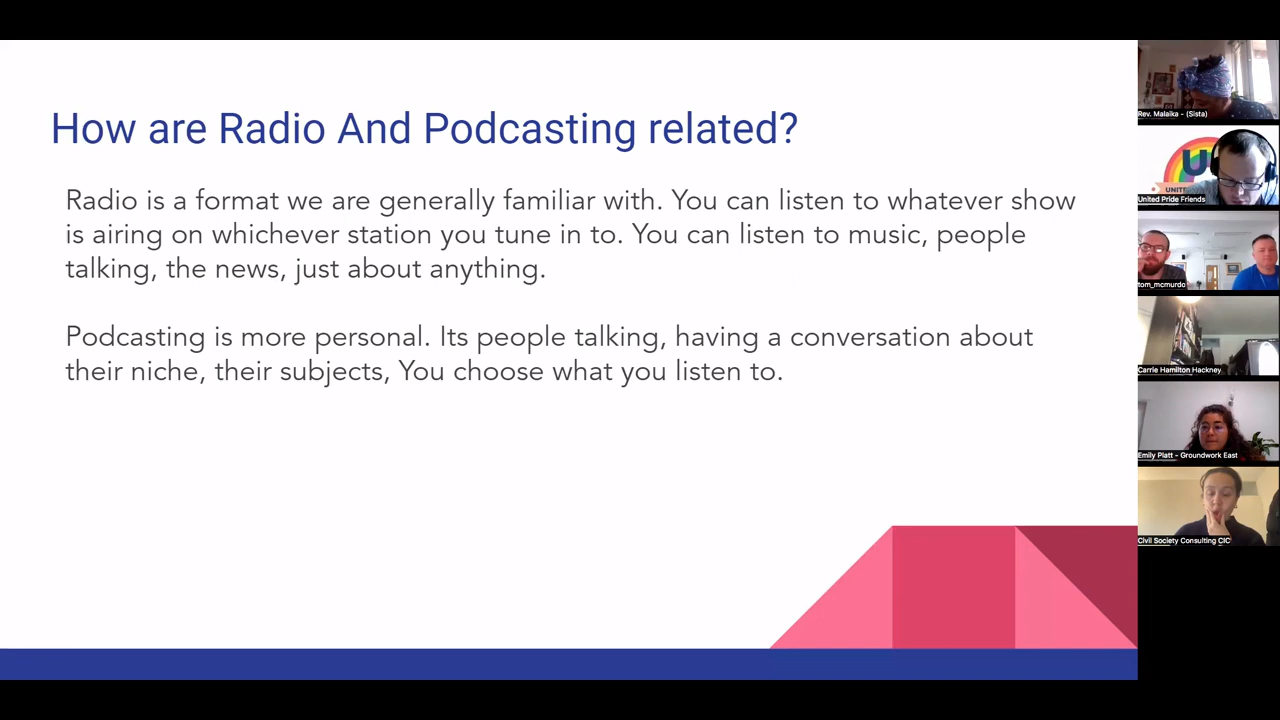 How are Radio And Podcasting related?
Radio is a format we are generally familiar with. You can listen to whatever show
is airing on whichever station you tune in to. You can listen to music, people
talking, the news, just about anything.
Podcasting is more personal. Its people talking, having a conversation about
their niche, their subjects, You choose what you listen to.
Rev. Malaika - (Sista)
U
UNITE
United Pride Friends
tom_mcmurdo
Carrie Hamilton Hackney
Emily Platt - Groundwork East
Civil Society Consulting CIC